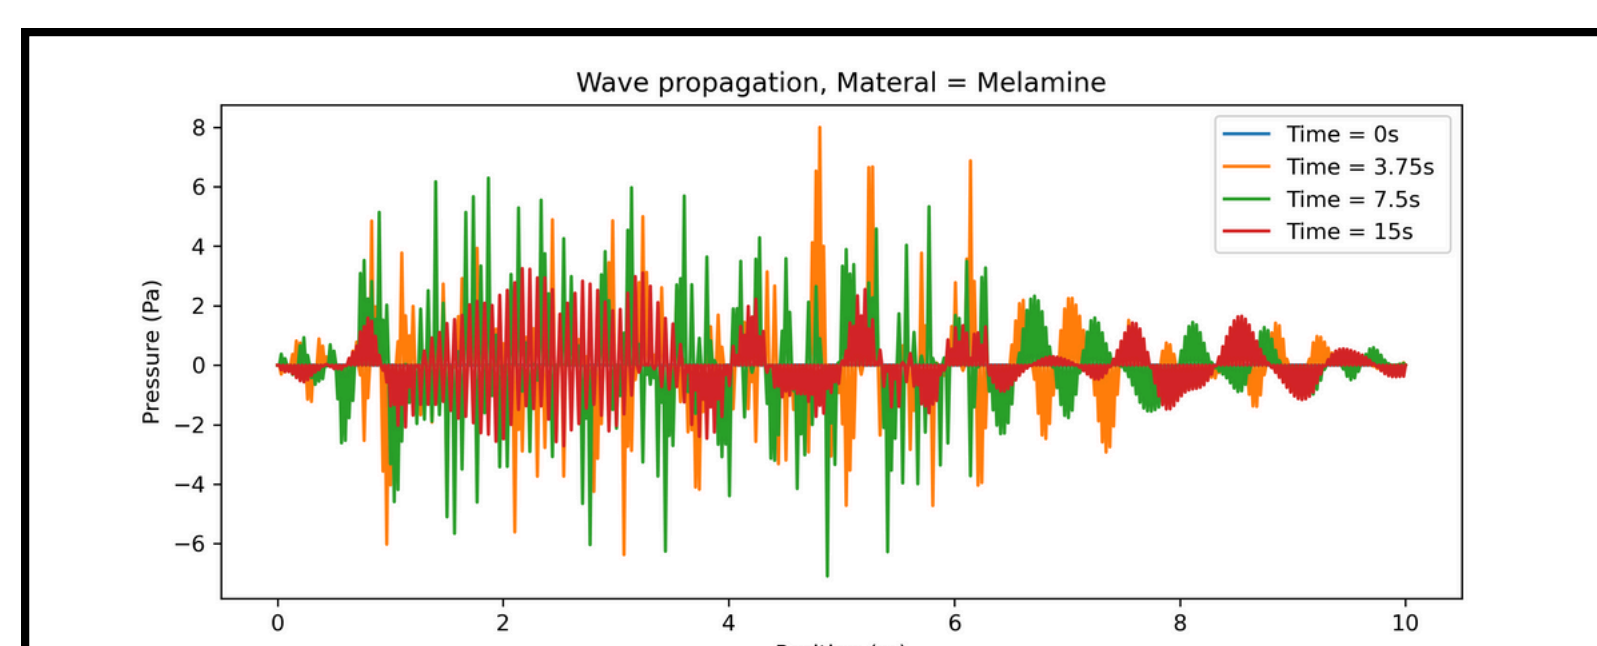 Wave propagation, Materal = Melamine
Time = 0s
Time = 3.75s
Time = 7.5s
Time = 15s
Pressure (Pa)
8
6
4
2
0
−2
−4
−6
0 2 4 6 8 10